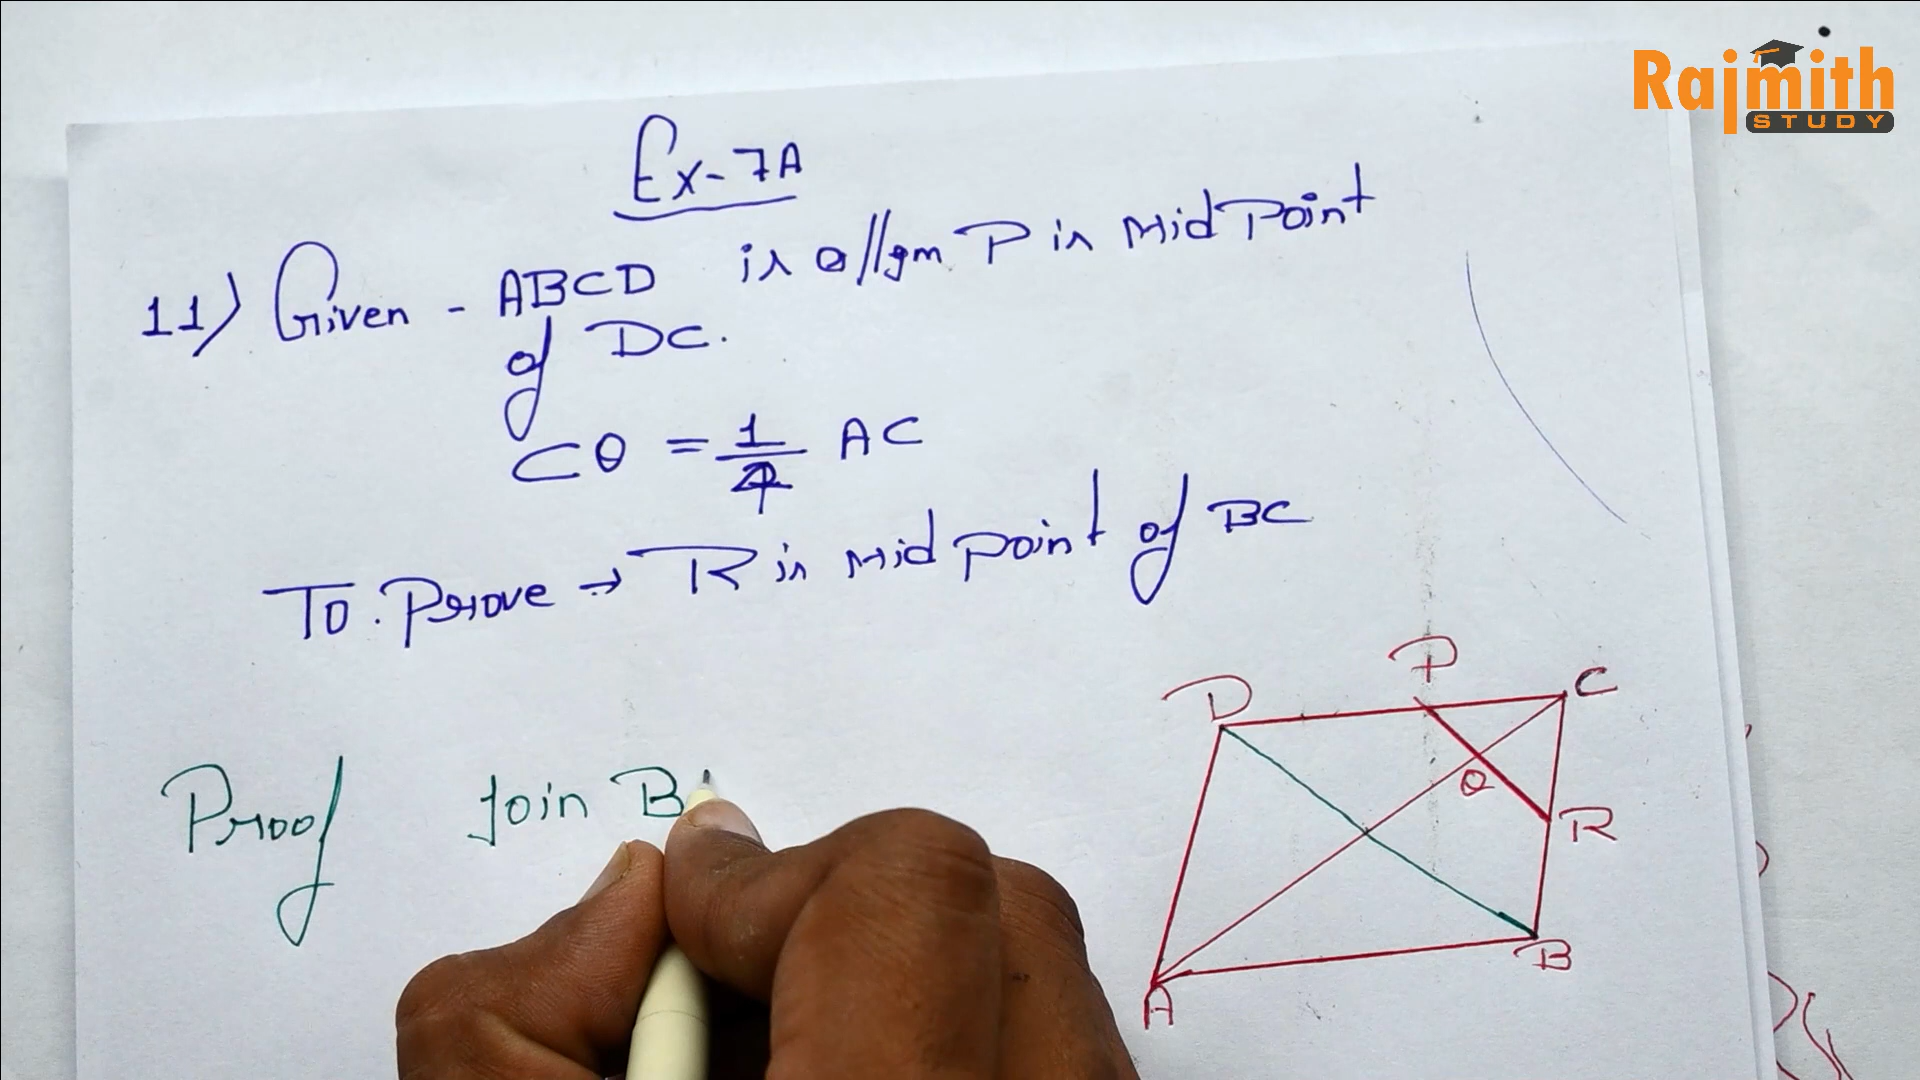 Rajmith
STUDY
Ex-7A
11) Given - ABCD is a //gm P is Mid Point
of DC.
CQ = 1/4 AC
To. Prove → R is Mid point of BC
P
D
C
Q
R
Proof Join B
B
A